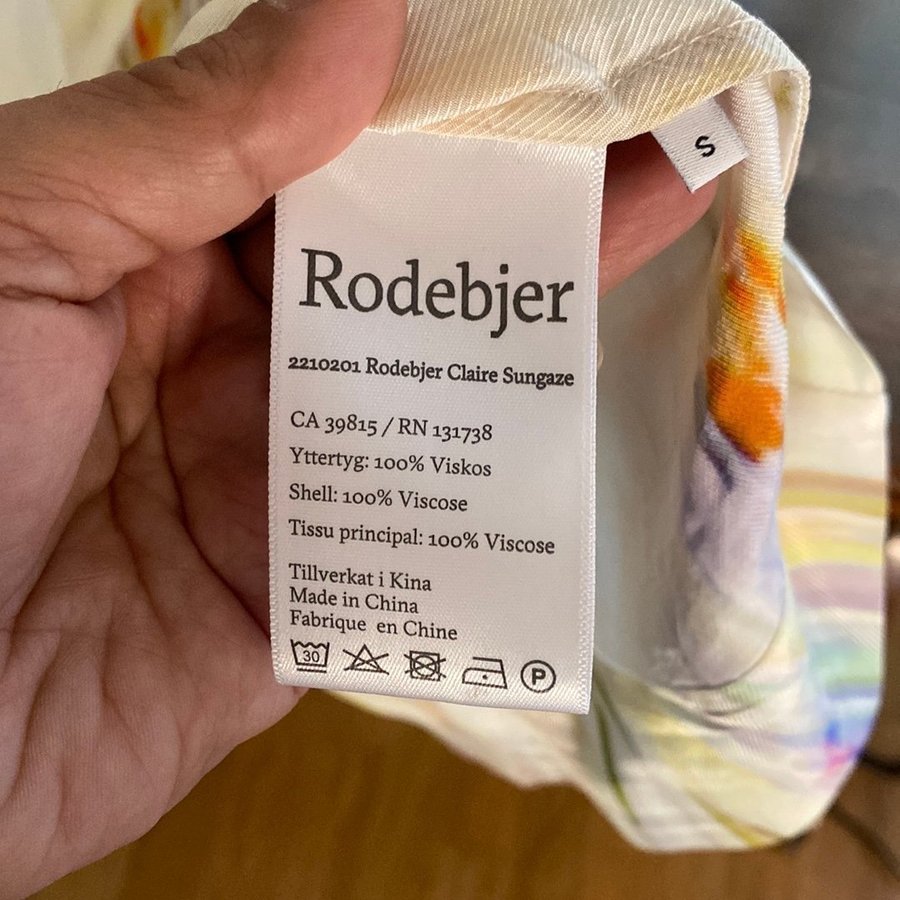 S
Rodebjer
2210201 Rodebjer Claire Sungaze
CA 39815 / RN 131738
Yttertyg: 100% Viskos
Shell: 100% Viscose
Tissu principal: 100% Viscose
Tillverkat i Kina
Made in China
Fabrique en Chine
30 P